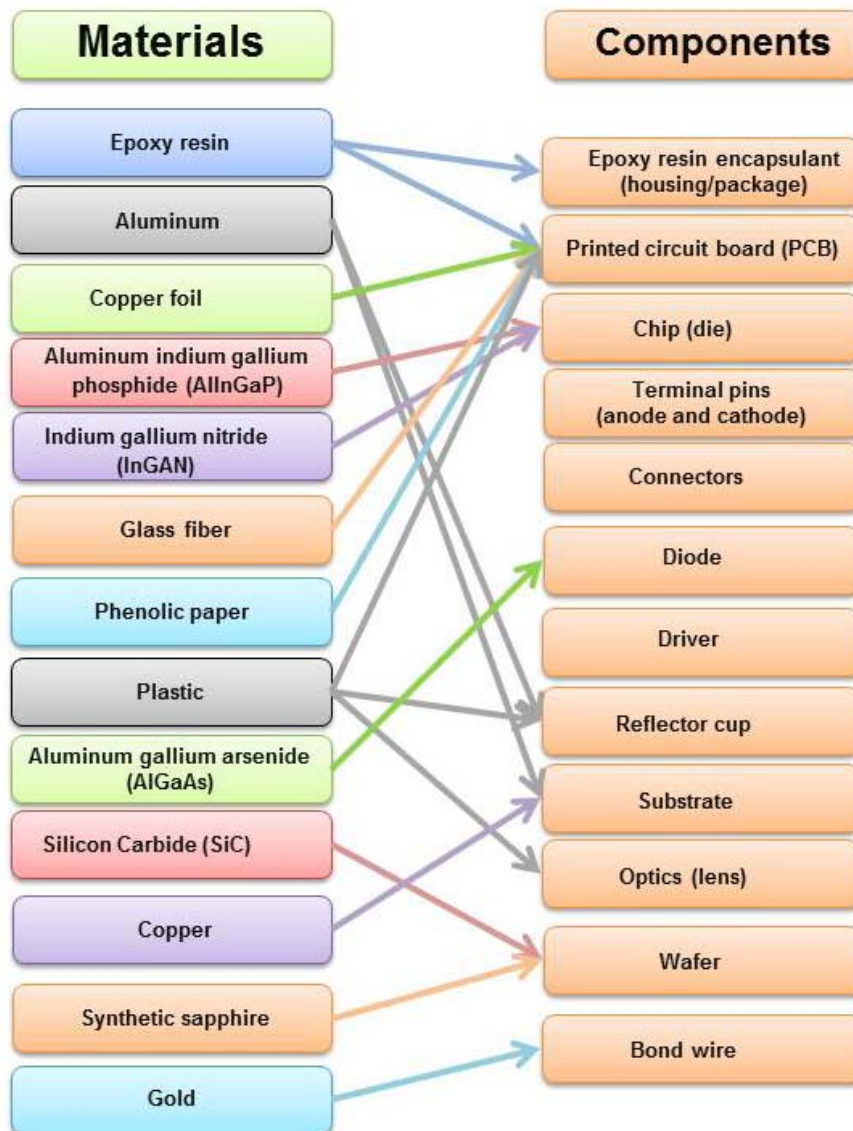 Materials
Components
Epoxy resin
Aluminum
Copper foil
Aluminum indium gallium
phosphide (AlInGaP)
Indium gallium nitride
(InGAN)
Glass fiber
Phenolic paper
Plastic
Aluminum gallium arsenide
(AlGaAs)
Silicon Carbide (SiC)
Copper
Synthetic sapphire
Gold
Epoxy resin encapsulant
(housing/package)
Printed circuit board (PCB)
Chip (die)
Terminal pins
(anode and cathode)
Connectors
Diode
Driver
Reflector cup
Substrate
Optics (lens)
Wafer
Bond wire